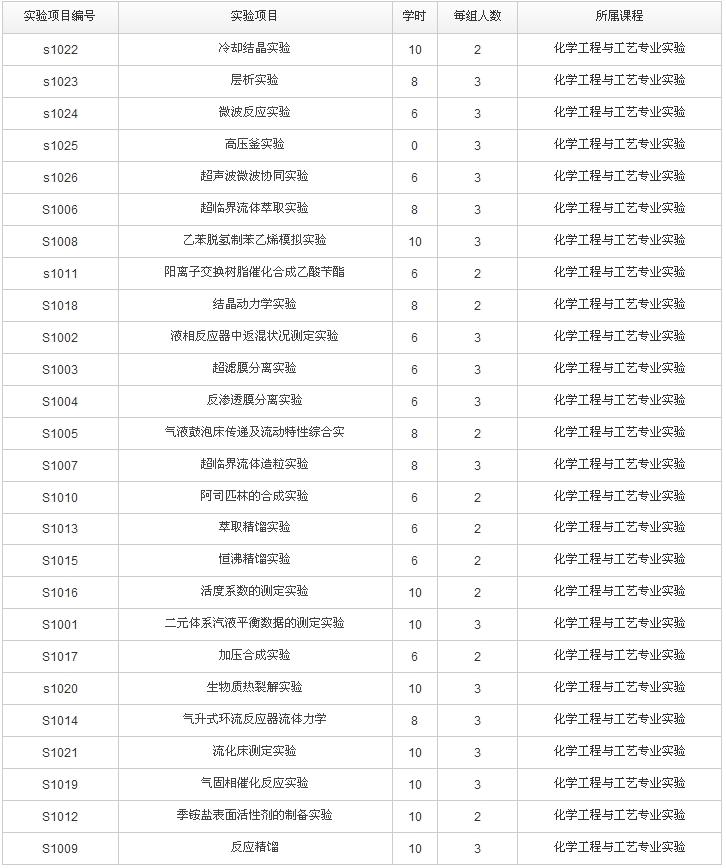 实验项目编号 实验项目 学时 每组人数 所属课程
s1022 冷却结晶实验 10 2 化学工程与工艺专业实验
s1023 层析实验 8 3 化学工程与工艺专业实验
s1024 微波反应实验 6 3 化学工程与工艺专业实验
s1025 高压釜实验 0 3 化学工程与工艺专业实验
s1026 超声波微波协同实验 6 3 化学工程与工艺专业实验
S1006 超临界流体萃取实验 8 3 化学工程与工艺专业实验
S1008 乙苯脱氢制苯乙烯模拟实验 10 3 化学工程与工艺专业实验
s1011 阳离子交换树脂催化合成乙酸苄酯 6 2 化学工程与工艺专业实验
S1018 结晶动力学实验 8 2 化学工程与工艺专业实验
S1002 液相反应器中返混状况测定实验 6 3 化学工程与工艺专业实验
S1003 超滤膜分离实验 6 3 化学工程与工艺专业实验
S1004 反渗透膜分离实验 6 3 化学工程与工艺专业实验
S1005 气液鼓泡床传递及流动特性综合实 8 2 化学工程与工艺专业实验
S1007 超临界流体造粒实验 8 3 化学工程与工艺专业实验
S1010 阿司匹林的合成实验 6 2 化学工程与工艺专业实验
S1013 萃取精馏实验 6 2 化学工程与工艺专业实验
S1015 恒沸精馏实验 6 2 化学工程与工艺专业实验
S1016 活度系数的测定实验 10 2 化学工程与工艺专业实验
S1001 二元体系汽液平衡数据的测定实验 10 3 化学工程与工艺专业实验
S1017 加压合成实验 6 2 化学工程与工艺专业实验
s1020 生物质热裂解实验 10 3 化学工程与工艺专业实验
S1014 气升式环流反应器流体力学 8 3 化学工程与工艺专业实验
S1021 流化床测定实验 10 3 化学工程与工艺专业实验
S1019 气固相催化反应实验 10 3 化学工程与工艺专业实验
S1012 季铵盐表面活性剂的制备实验 10 2 化学工程与工艺专业实验
S1009 反应精馏 10 3 化学工程与工艺专业实验